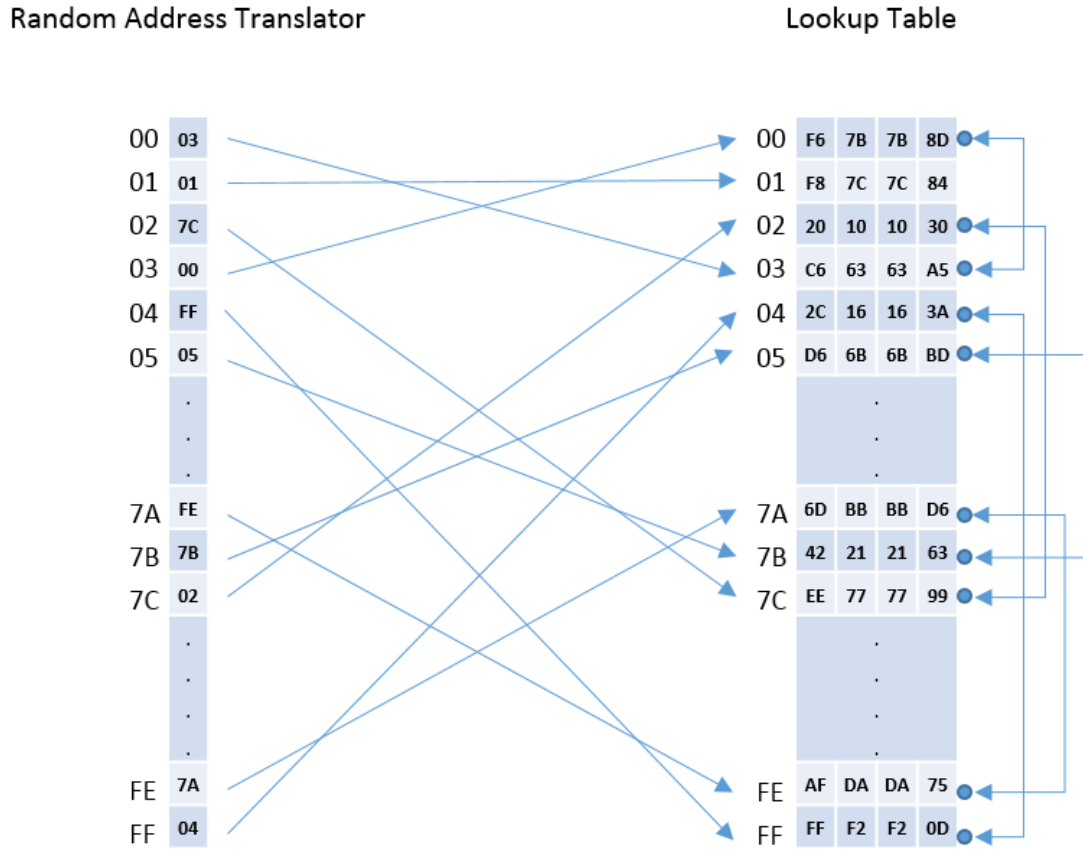 Random Address Translator Lookup Table
00 03 00 F6 7B 7B 8D
01 01 01 F8 7C 7C 84
02 7C 02 20 10 10 30
03 00 03 C6 63 63 A5
04 FF 04 2C 16 16 3A
05 05 05 D6 6B 6B BD
. .
. .
. .
7A FE 7A 6D BB BB D6
7B 7B 7B 42 21 21 63
7C 02 7C EE 77 77 99
. .
. .
. .
. .
FE 7A FE AF DA DA 75
FF 04 FF FF F2 F2 0D